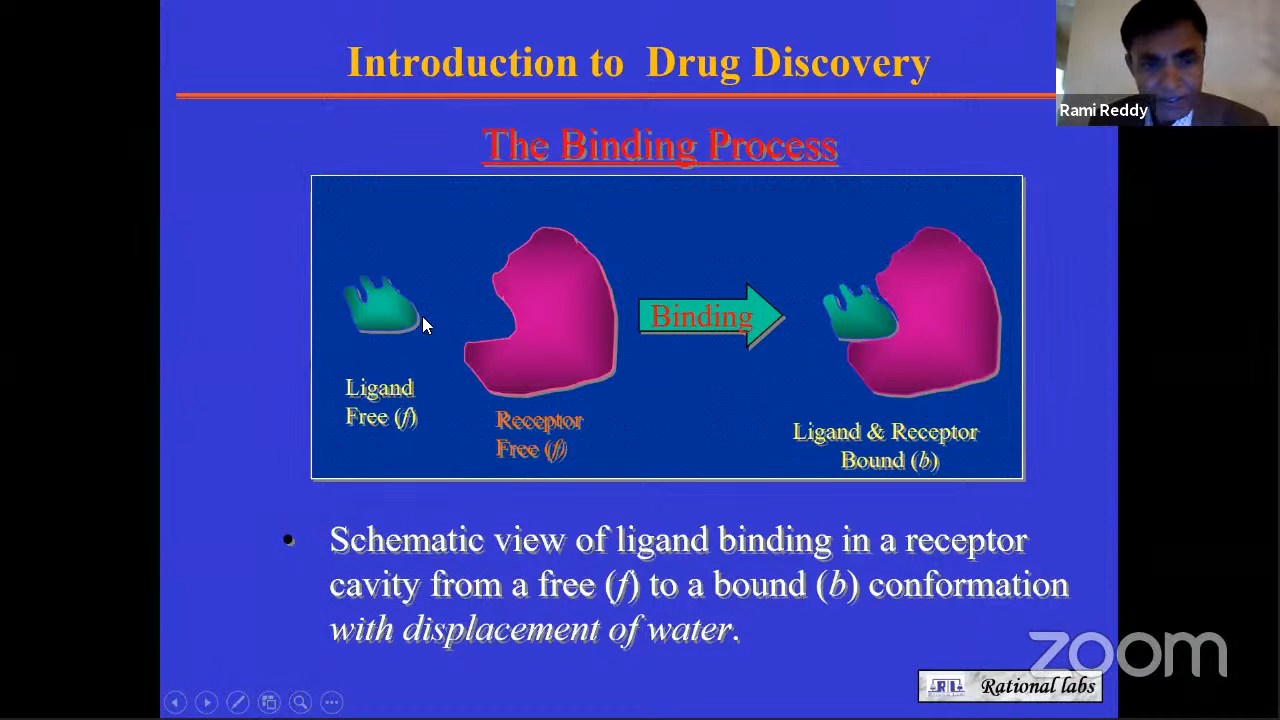 Introduction to Drug Discovery
Rami Reddy
The Binding Process
Binding
Ligand
Free (f)
Receptor
Free (f)
Ligand & Receptor
Bound (b)
• Schematic view of ligand binding in a receptor
cavity from a free (f) to a bound (b) conformation
with displacement of water.
zoom
RL Rational labs